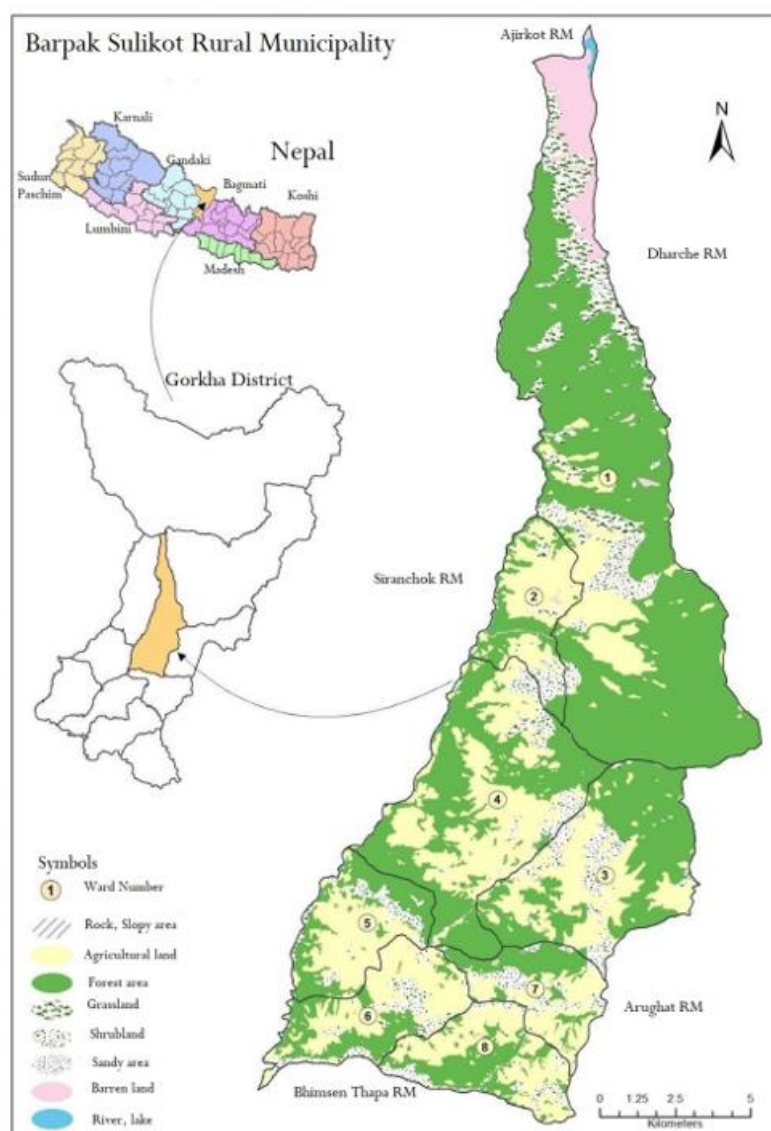 Barpak Sulikot Rural Municipality
Ajirkot RM
Karnali
Nepal
Gandaki
N
Sudur
Paschim
Bagmati
Koshi
Lumbini
Madesh
Dharche RM
Gorkha District
1
Siranchok RM
2
4
3
5
7
6
8
Arughat RM
Bhimsen Thapa RM
Symbols
1 Ward Number
Rock, Slopy area
Agricultural land
Forest area
Grassland
Shrubland
Sandy area
Barren land
River, lake
0 1.25 2.5 5
Kilometers